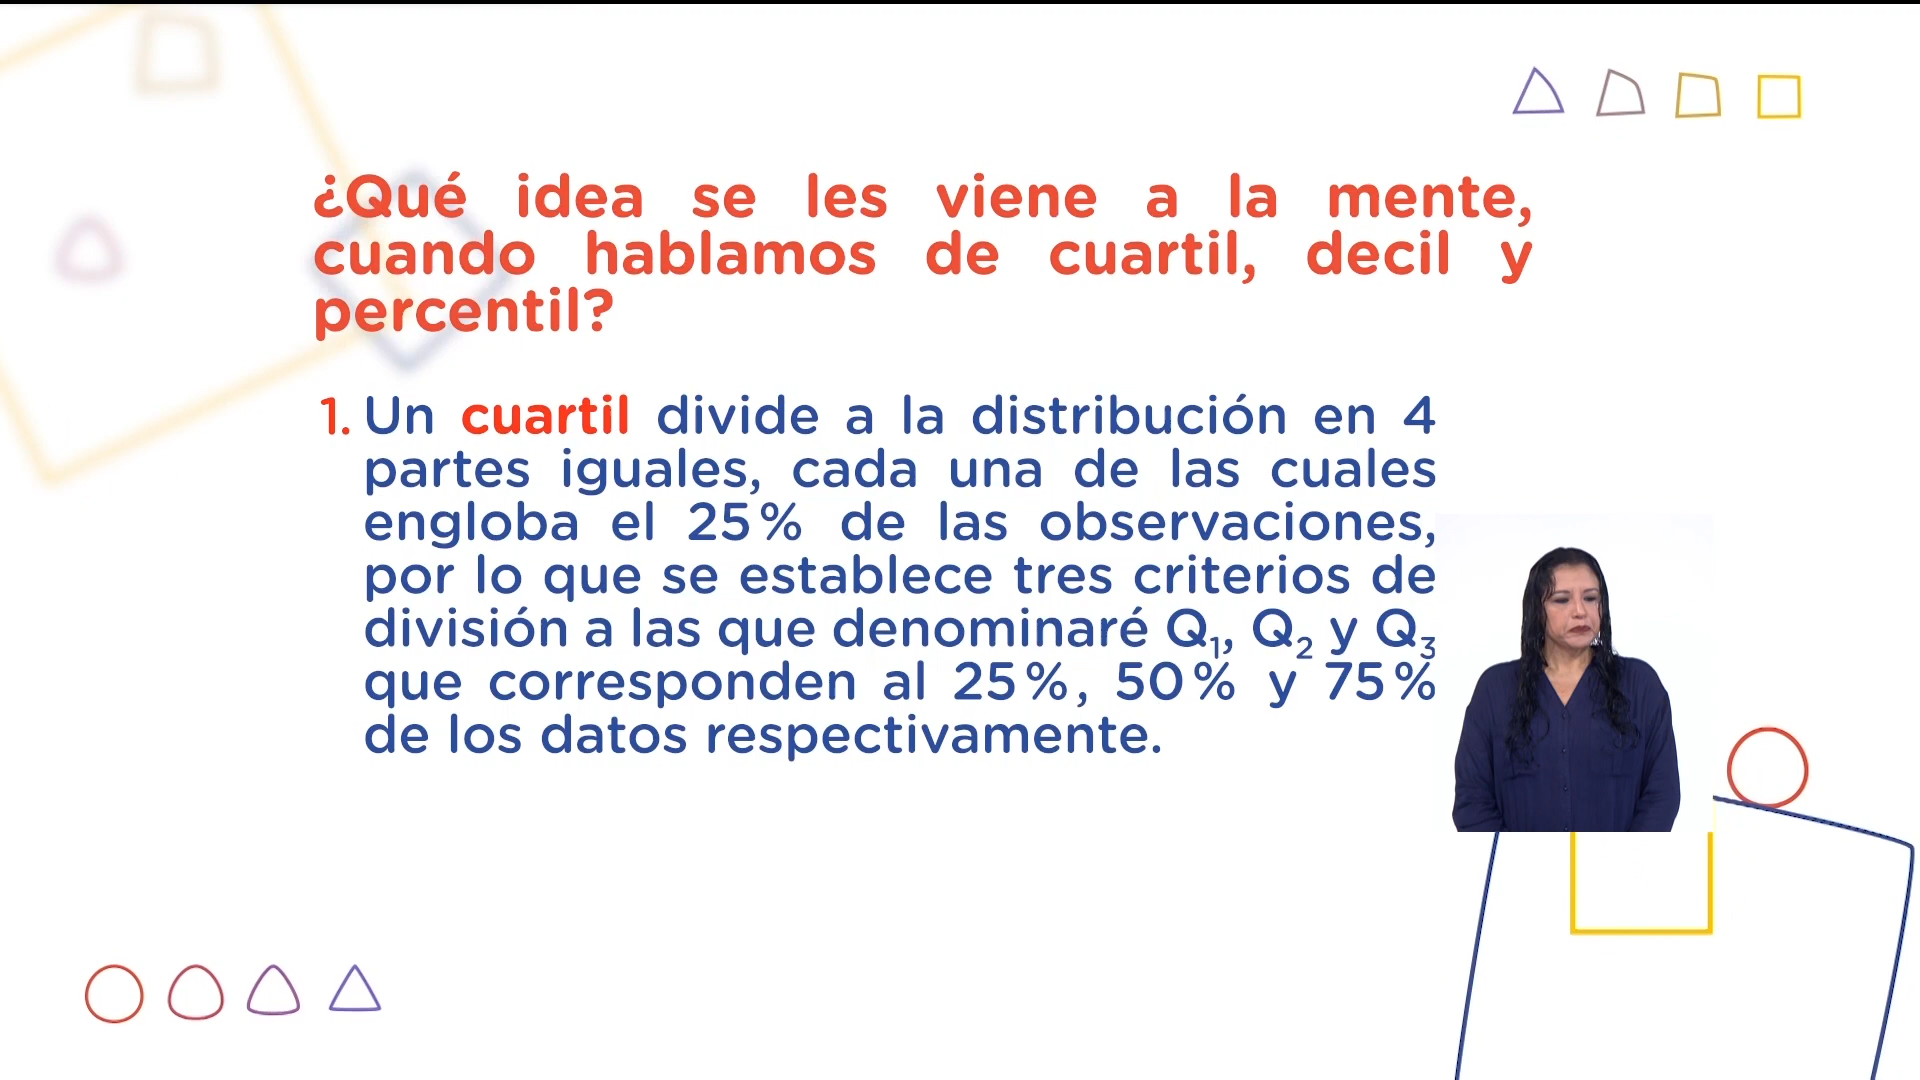 ¿Qué idea se les viene a la mente,
cuando hablamos de cuartil, decil y
percentil?
1. Un cuartil divide a la distribución en 4
partes iguales, cada una de las cuales
engloba el 25% de las observaciones,
por lo que se establece tres criterios de
división a las que denominaré Q₁, Q₂ y Q₃
que corresponden al 25%, 50% y 75%
de los datos respectivamente.